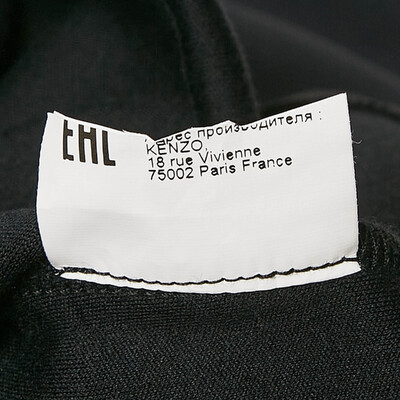 EAC
Адрес производителя :
KENZO,
18 rue Vivienne
75002 Paris France